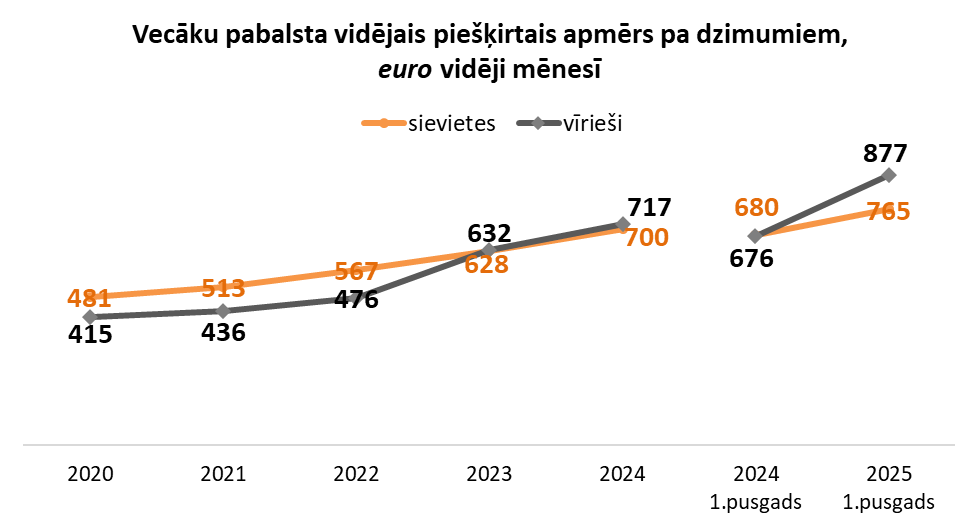 Vecāku pabalsta vidējais piešķirtais apmērs pa dzimumiem,
euro vidēji mēnesī
sievietes vīrieši
877
765
717
700
680
676
632
628
567
476
513
436
481
415
2020 2021 2022 2023 2024 2024 2025
1.pusgads 1.pusgads